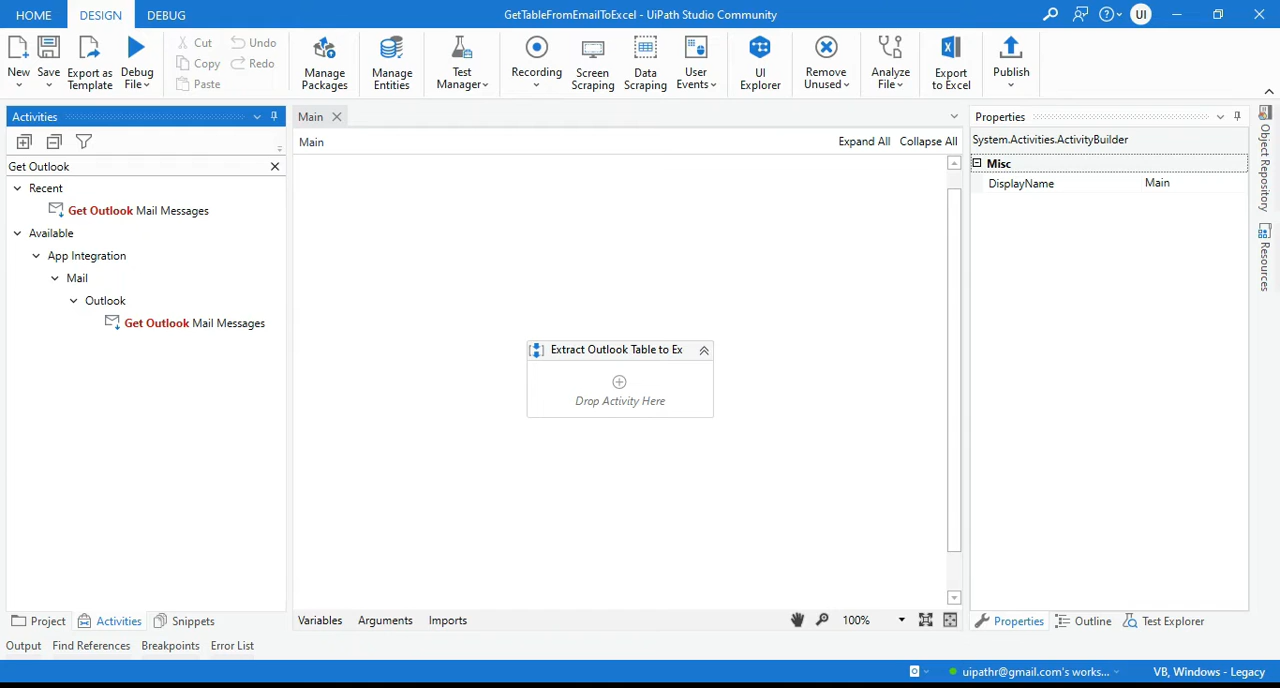 HOME DESIGN DEBUG GetTableFromEmailToExcel - UiPath Studio Community UI
New Save Export as Template Debug File Cut Copy Paste Undo Redo Manage Packages Manage Entities Test Manager Recording Screen Scraping Data Scraping User Events UI Explorer Remove Unused Analyze File Export to Excel Publish
Activities
Get Outlook
Recent
Get Outlook Mail Messages
Available
App Integration
Mail
Outlook
Get Outlook Mail Messages
Project Activities Snippets
Main
Main Expand All Collapse All
Extract Outlook Table to Ex
Drop Activity Here
Variables Arguments Imports 100%
Properties
System.Activities.ActivityBuilder
Misc
DisplayName Main
Properties Outline Test Explorer
Object Repository
Resources
Output Find References Breakpoints Error List
uipathr@gmail.com's works... VB, Windows - Legacy